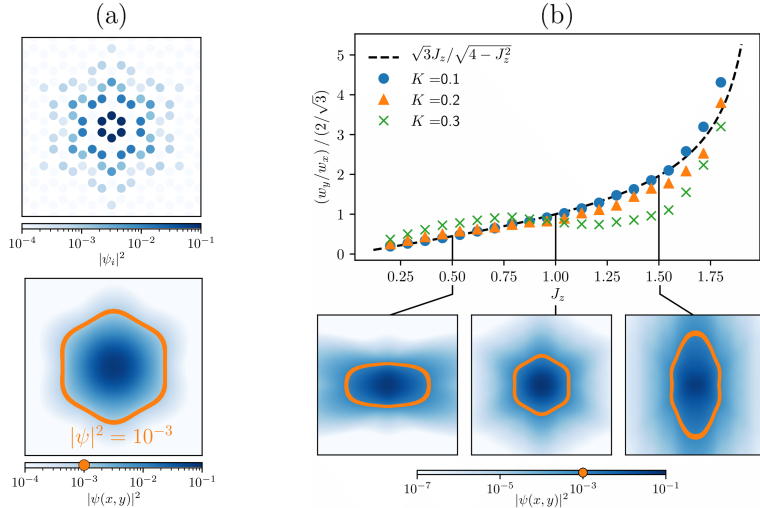 (a)
10⁻⁴ 10⁻³ 10⁻² 10⁻¹
|ψᵢ|²
|ψ|² = 10⁻³
10⁻⁴ 10⁻³ 10⁻² 10⁻¹
|ψ(x, y)|²
(b)
(w_y/w_x) / (2/√3)
5
4
3
2
1
0
√3J_z/√(4 − J_z²)
K =0.1
K =0.2
K =0.3
0.25 0.50 0.75 1.00 1.25 1.50 1.75
J_z
10⁻⁷ 10⁻⁵ 10⁻³ 10⁻¹
|ψ(x, y)|²